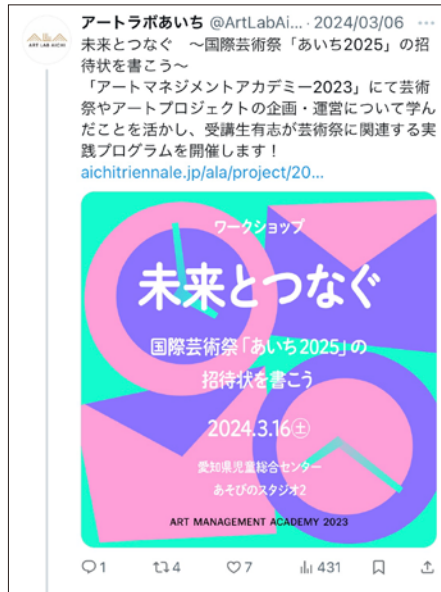 アートラボあいち @ArtLabAi... · 2024/03/06 ...
ART LAB AICHI
未来とつなぐ　～国際芸術祭「あいち2025」の招
待状を書こう～
「アートマネジメントアカデミー2023」にて芸術
祭やアートプロジェクトの企画・運営について学ん
だことを活かし、受講生有志が芸術祭に関連する実
践プログラムを開催します！
aichitriennale.jp/ala/project/20...
ワークショップ
未来とつなぐ
国際芸術祭「あいち2025」の
招待状を書こう
2024.3.16㊏
愛知県児童総合センター
あそびのスタジオ2
ART MANAGEMENT ACADEMY 2023
1 4 7 431